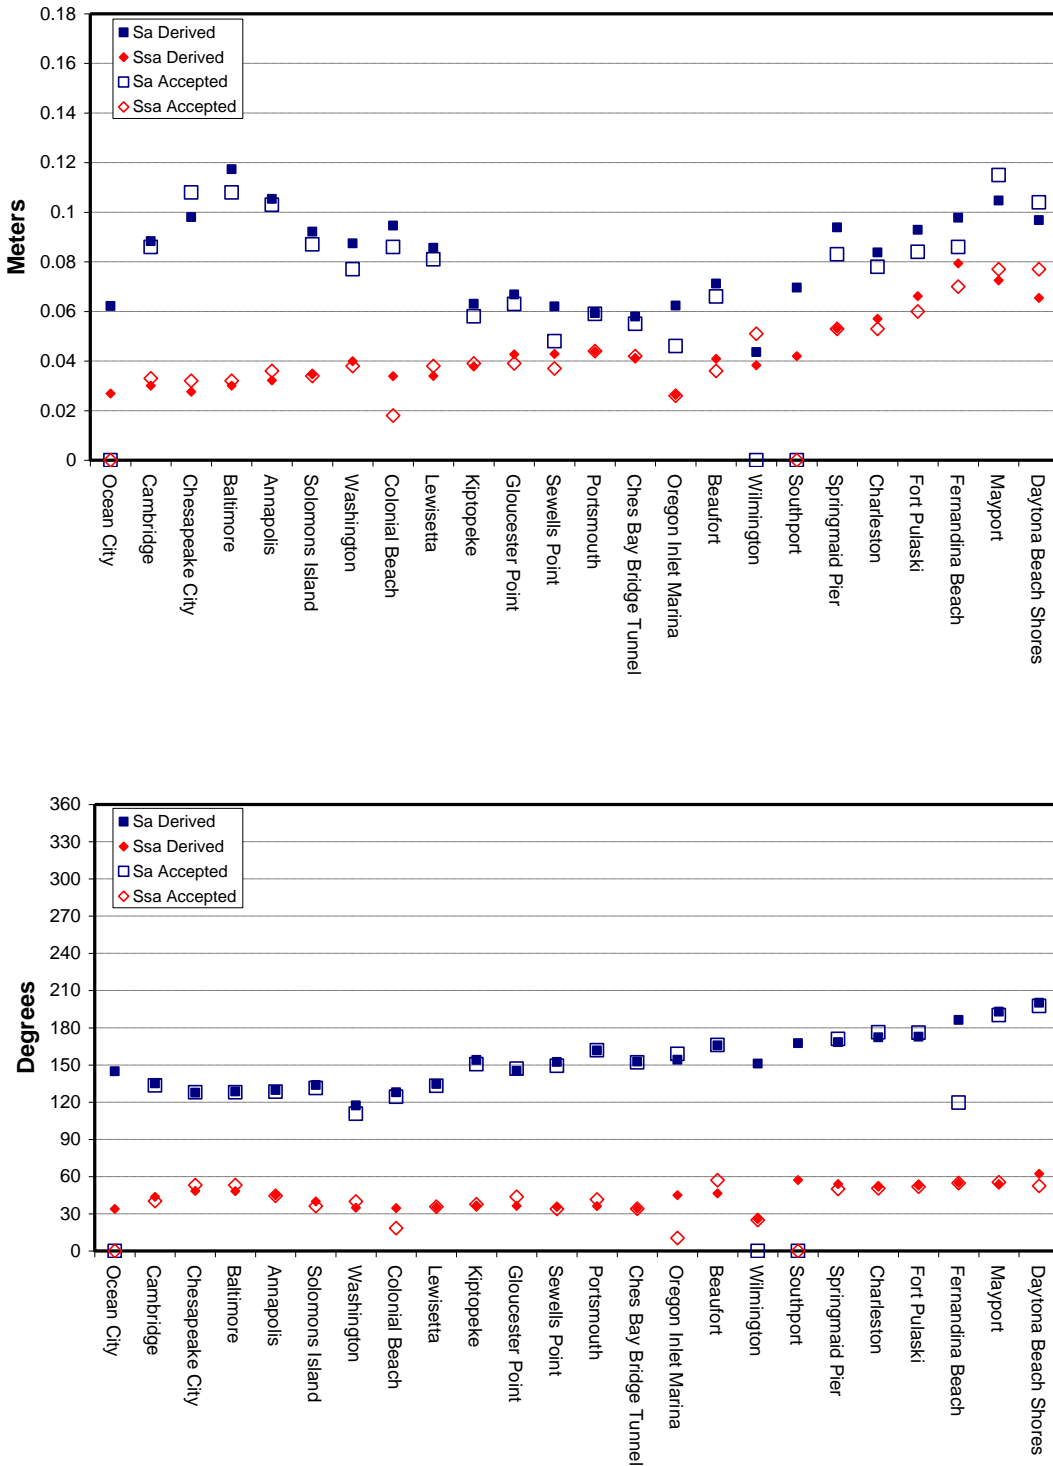 0.18
0.16
0.14
0.12
0.1
0.08
0.06
0.04
0.02
0
Meters
Sa Derived
Ssa Derived
Sa Accepted
Ssa Accepted
Ocean City
Cambridge
Chesapeake City
Baltimore
Annapolis
Solomons Island
Washington
Colonial Beach
Lewisetta
Kiptopeke
Gloucester Point
Sewells Point
Portsmouth
Ches Bay Bridge Tunnel
Oregon Inlet Marina
Beaufort
Wilmington
Southport
Springmaid Pier
Charleston
Fort Pulaski
Fernandina Beach
Mayport
Daytona Beach Shores
360
330
300
270
240
210
180
150
120
90
60
30
0
Degrees
Sa Derived
Ssa Derived
Sa Accepted
Ssa Accepted
Ocean City
Cambridge
Chesapeake City
Baltimore
Annapolis
Solomons Island
Washington
Colonial Beach
Lewisetta
Kiptopeke
Gloucester Point
Sewells Point
Portsmouth
Ches Bay Bridge Tunnel
Oregon Inlet Marina
Beaufort
Wilmington
Southport
Springmaid Pier
Charleston
Fort Pulaski
Fernandina Beach
Mayport
Daytona Beach Shores